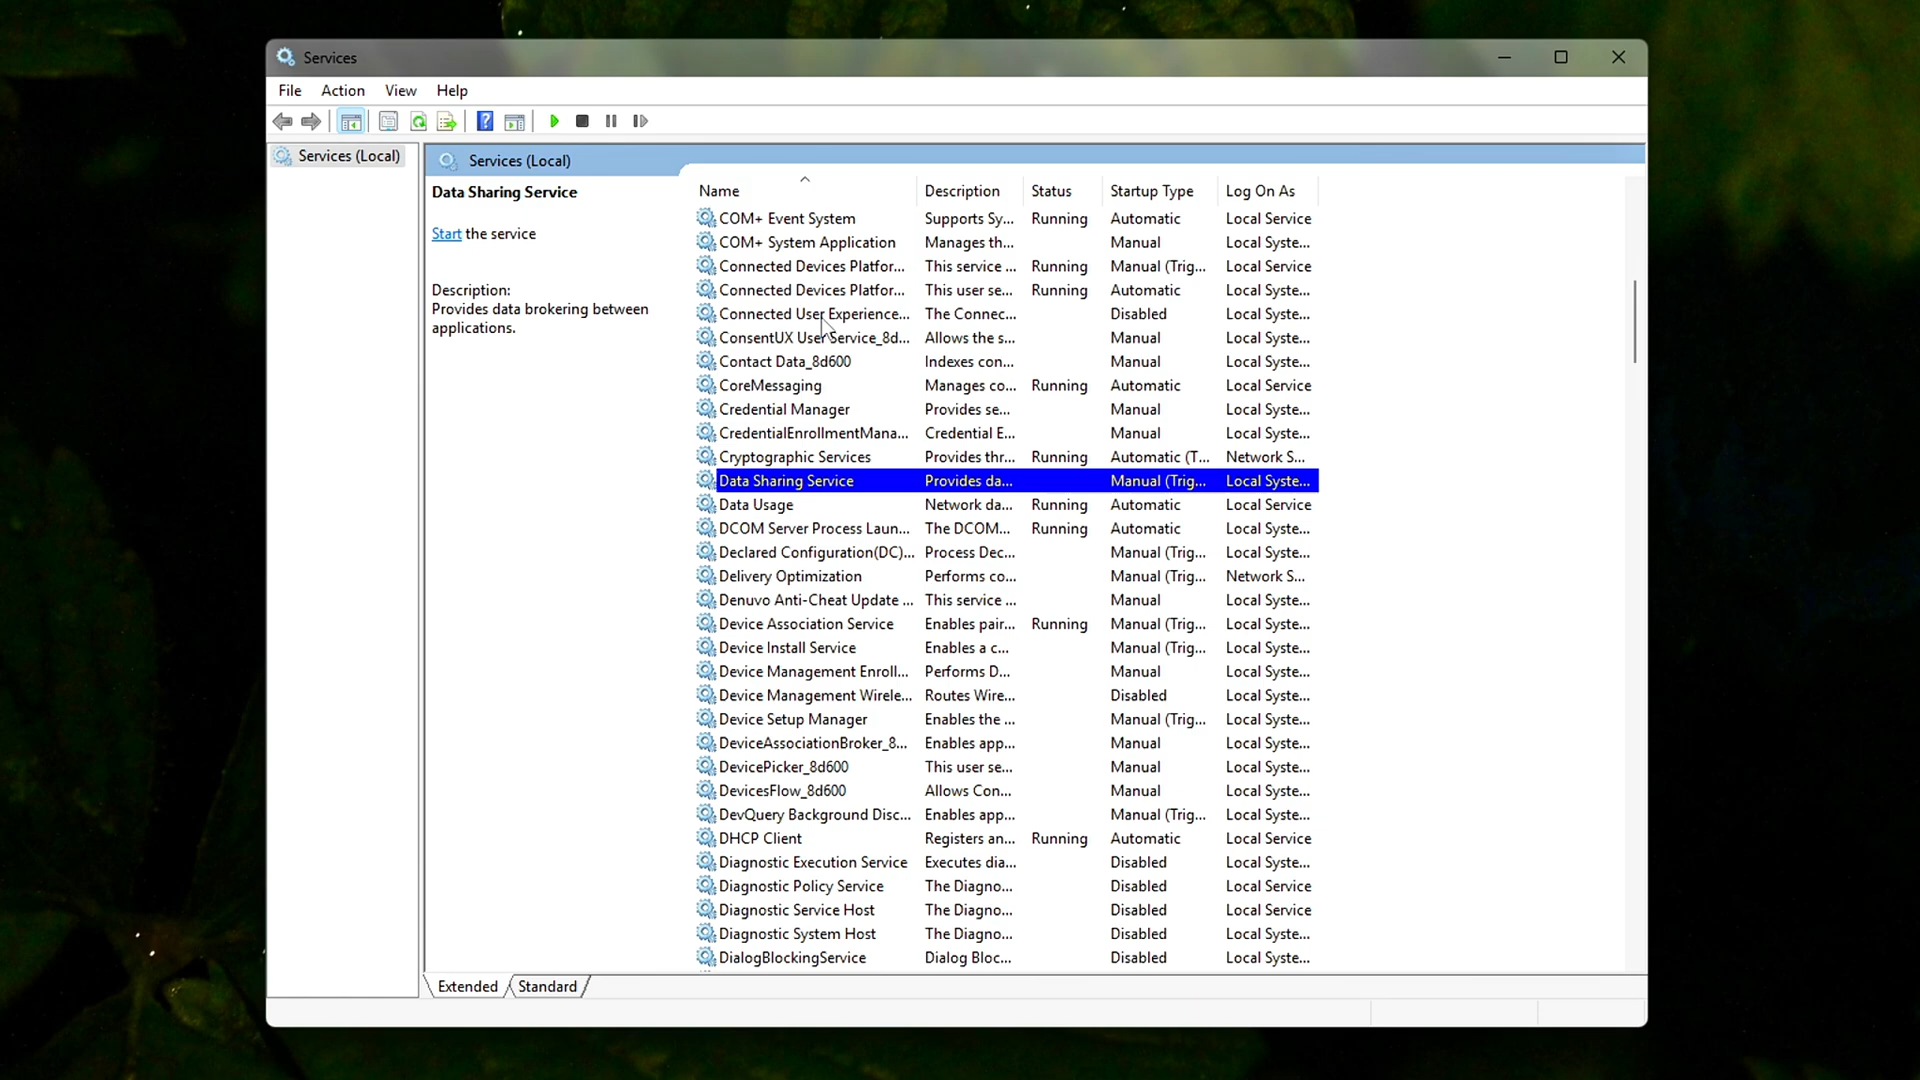 Services
File Action View Help
Services (Local)
Services (Local)
Data Sharing Service
Start the service
Description:
Provides data brokering between
applications.
Name Description Status Startup Type Log On As
COM+ Event System Supports Sy... Running Automatic Local Service
COM+ System Application Manages th... Manual Local Syste...
Connected Devices Platfor... This service ... Running Manual (Trig... Local Service
Connected Devices Platfor... This user se... Running Automatic Local Syste...
Connected User Experience... The Connec... Disabled Local Syste...
ConsentUX User Service_8d... Allows the s... Manual Local Syste...
Contact Data_8d600 Indexes con... Manual Local Syste...
CoreMessaging Manages co... Running Automatic Local Service
Credential Manager Provides se... Manual Local Syste...
CredentialEnrollmentMana... Credential E... Manual Local Syste...
Cryptographic Services Provides thr... Running Automatic (T... Network S...
Data Sharing Service Provides da... Manual (Trig... Local Syste...
Data Usage Network da... Running Automatic Local Service
DCOM Server Process Laun... The DCOM... Running Automatic Local Syste...
Declared Configuration(DC)... Process Dec... Manual (Trig... Local Syste...
Delivery Optimization Performs co... Manual (Trig... Network S...
Denuvo Anti-Cheat Update ... This service ... Manual Local Syste...
Device Association Service Enables pair... Running Manual (Trig... Local Syste...
Device Install Service Enables a c... Manual (Trig... Local Syste...
Device Management Enroll... Performs D... Manual Local Syste...
Device Management Wirele... Routes Wire... Disabled Local Syste...
Device Setup Manager Enables the ... Manual (Trig... Local Syste...
DeviceAssociationBroker_8... Enables app... Manual Local Syste...
DevicePicker_8d600 This user se... Manual Local Syste...
DevicesFlow_8d600 Allows Con... Manual Local Syste...
DevQuery Background Disc... Enables app... Manual (Trig... Local Syste...
DHCP Client Registers an... Running Automatic Local Service
Diagnostic Execution Service Executes dia... Disabled Local Syste...
Diagnostic Policy Service The Diagno... Disabled Local Service
Diagnostic Service Host The Diagno... Disabled Local Service
Diagnostic System Host The Diagno... Disabled Local Syste...
DialogBlockingService Dialog Bloc... Disabled Local Syste...
Extended Standard